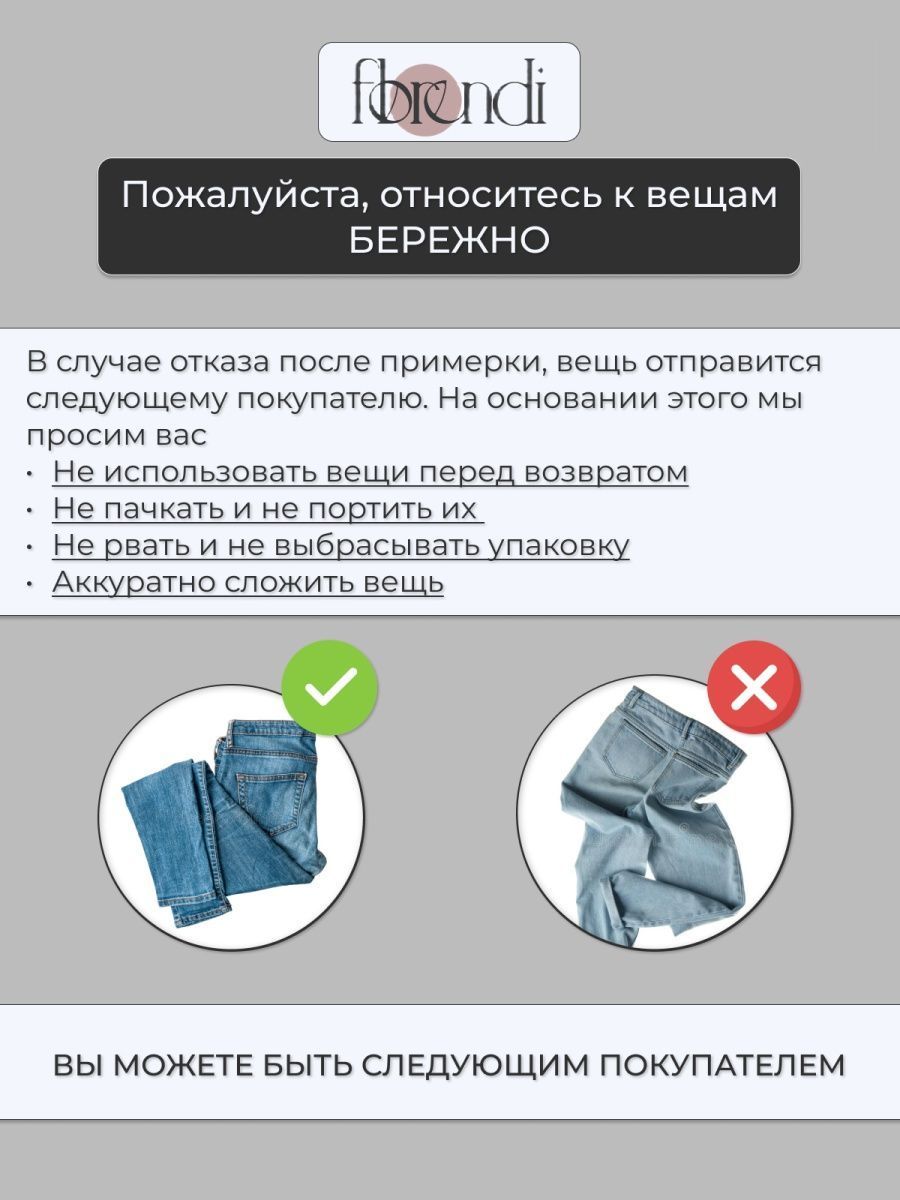 fbrendi
Пожалуйста, относитесь к вещам
БЕРЕЖНО
В случае отказа после примерки, вещь отправится
следующему покупателю. На основании этого мы
просим вас
• Не использовать вещи перед возвратом
• Не пачкать и не портить их
• Не рвать и не выбрасывать упаковку
• Аккуратно сложить вещь
ВЫ МОЖЕТЕ БЫТЬ СЛЕДУЮЩИМ ПОКУПАТЕЛЕМ